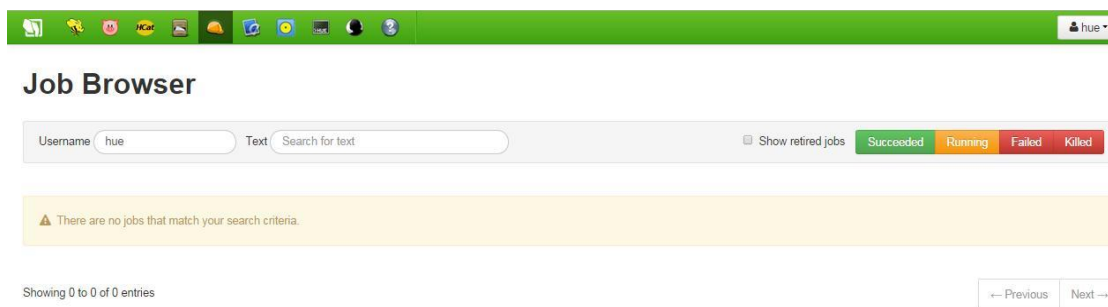 HCat
hue
Job Browser
Username hue Text Search for text Show retired jobs Succeeded Running Failed Killed
There are no jobs that match your search criteria.
Showing 0 to 0 of 0 entries ← Previous Next →